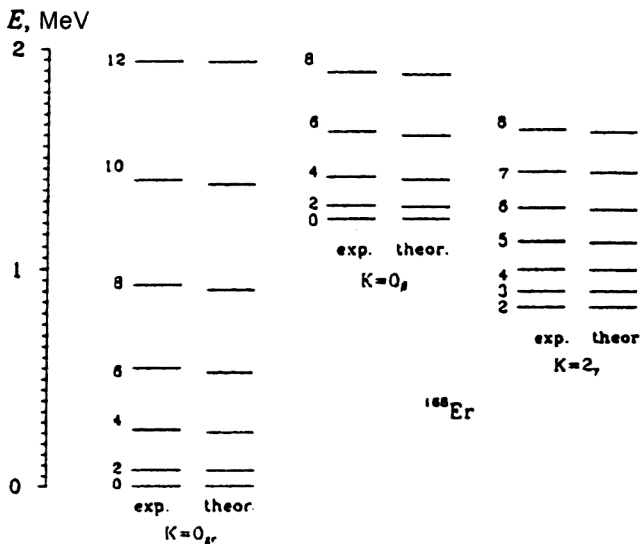 E, MeV
2
1
0
12
10
8
6
4
2
0
exp. theor.
K=0gr
8
6
4
2
0
exp. theor.
K=0β
8
7
6
5
4
3
2
exp. theor
K=2γ
168Er